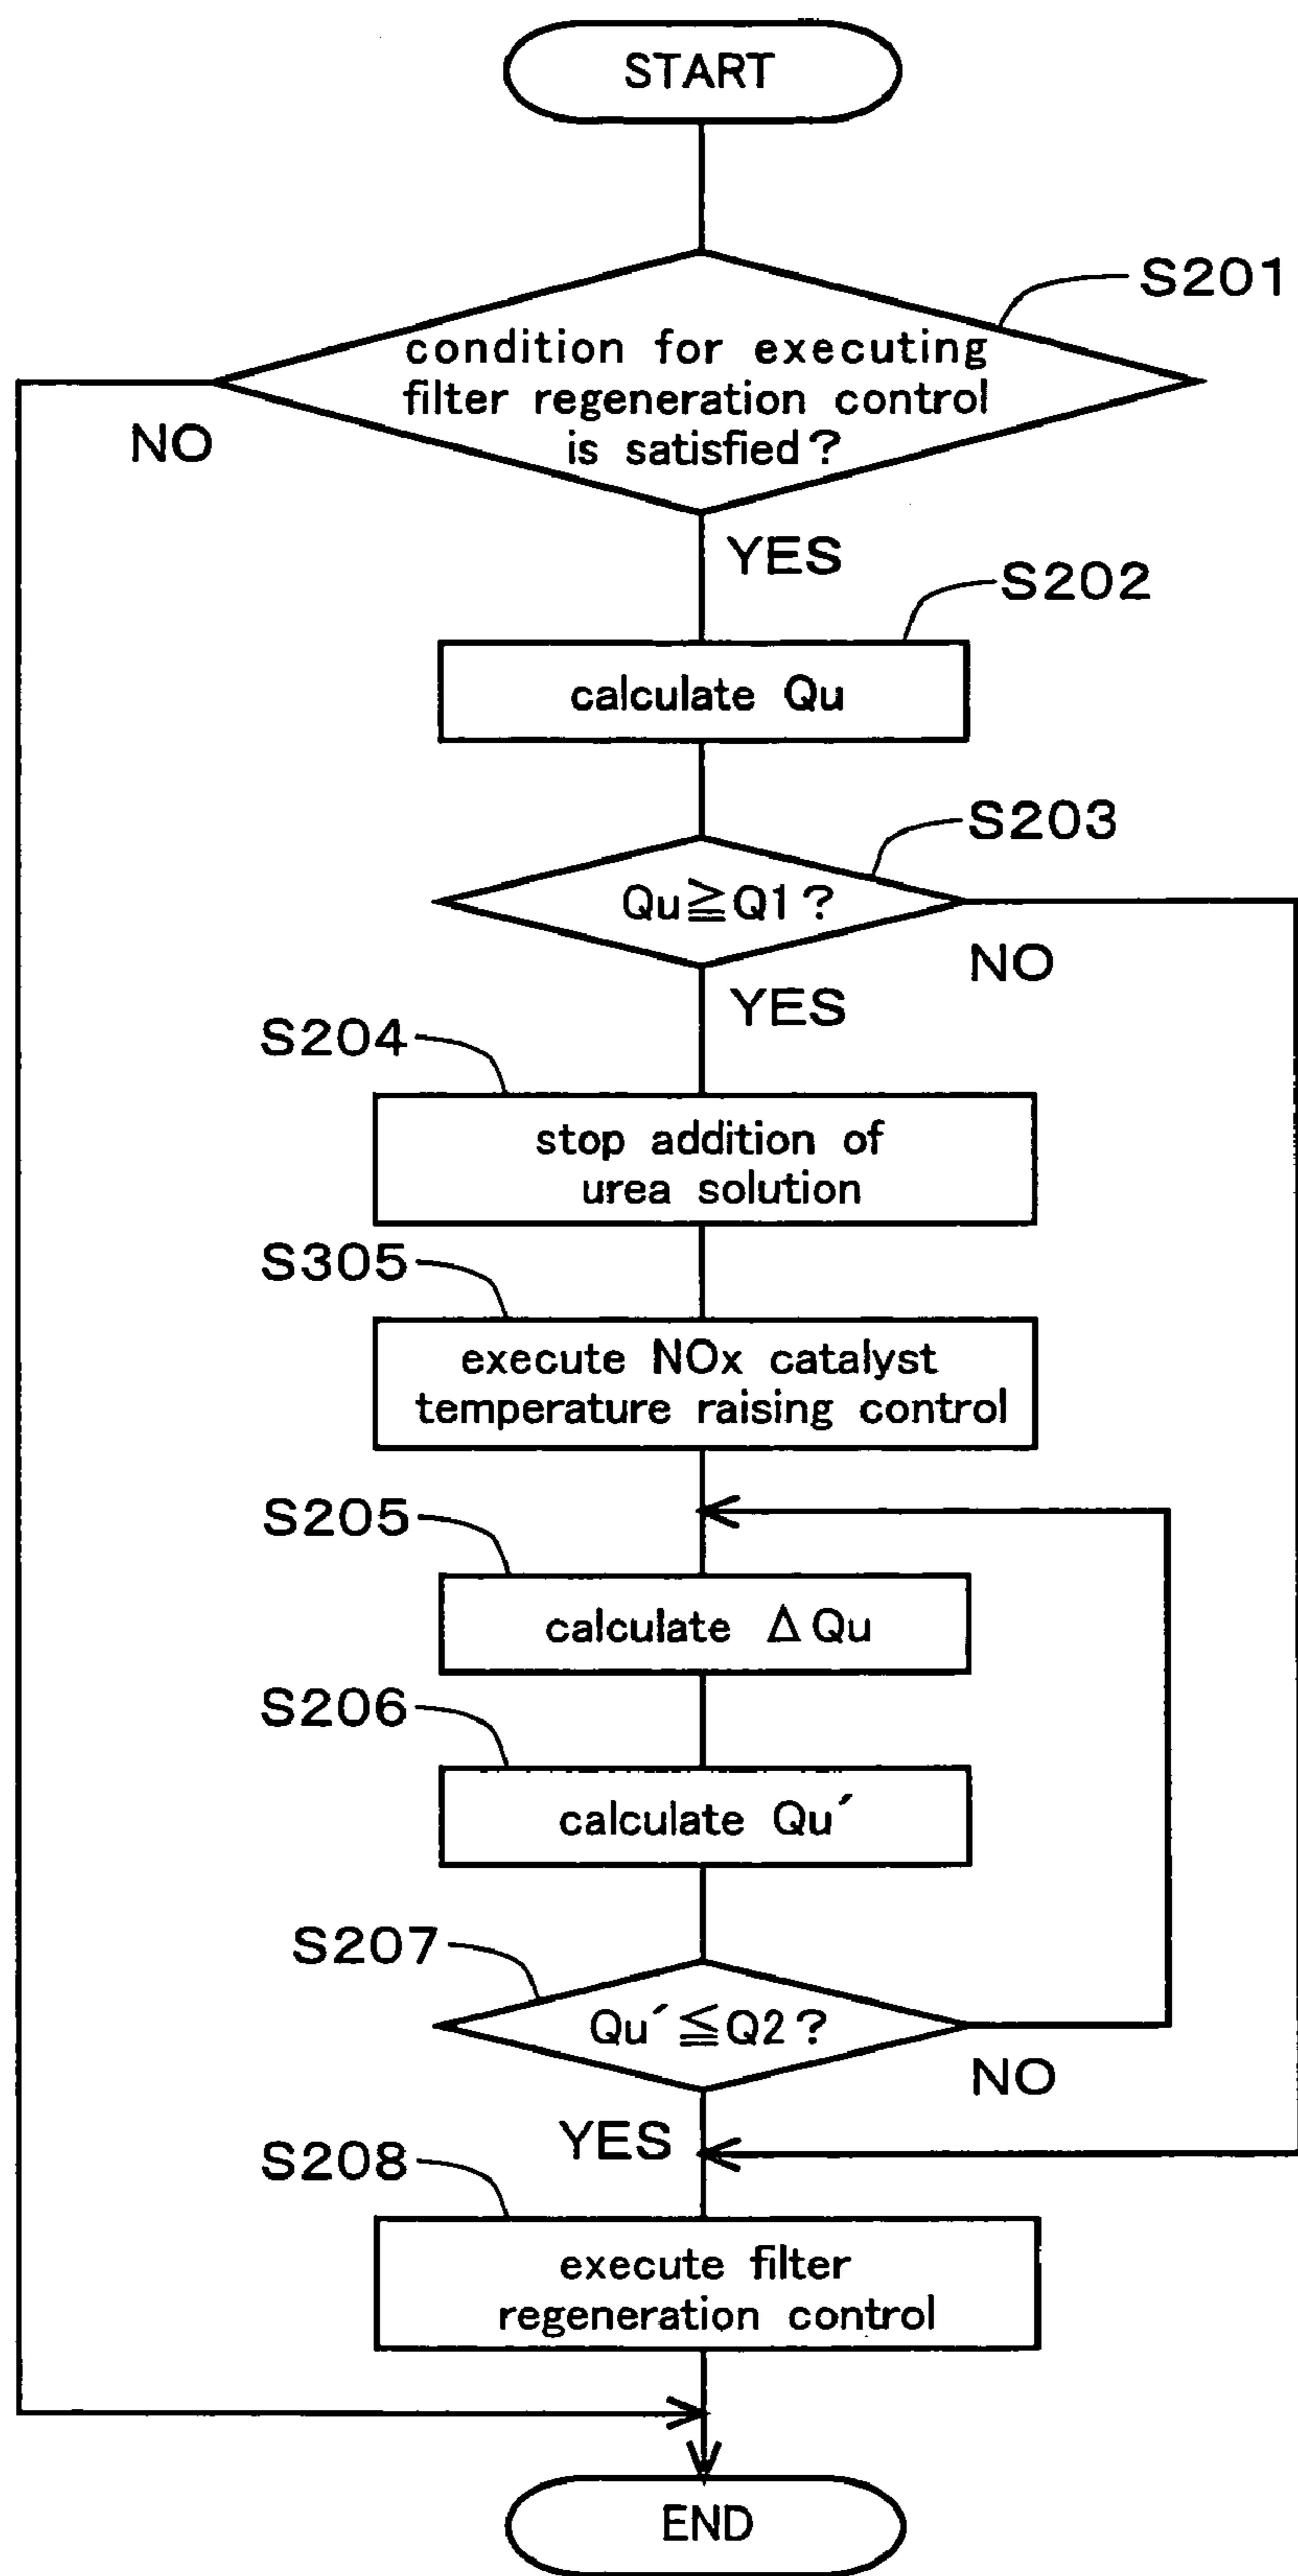 START
S201
condition for executing
filter regeneration control
is satisfied?
NO
YES
S202
calculate Qu
S203
Qu≧Q1?
NO
YES
S204
stop addition of
urea solution
S305
execute NOx catalyst
temperature raising control
S205
calculate ΔQu
S206
calculate Qu´
S207
Qu´≦Q2?
NO
YES
S208
execute filter
regeneration control
END